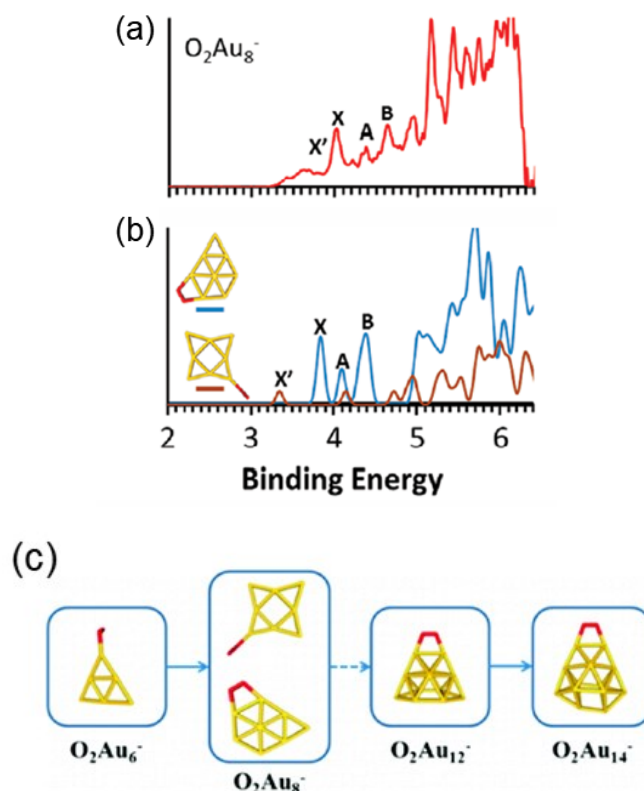 (a)
O₂Au₈⁻
X' X A B
(b)
X' X A B
2 3 4 5 6
Binding Energy
(c)
O₂Au₆⁻
O₂Au₈⁻
O₂Au₁₂⁻
O₂Au₁₄⁻